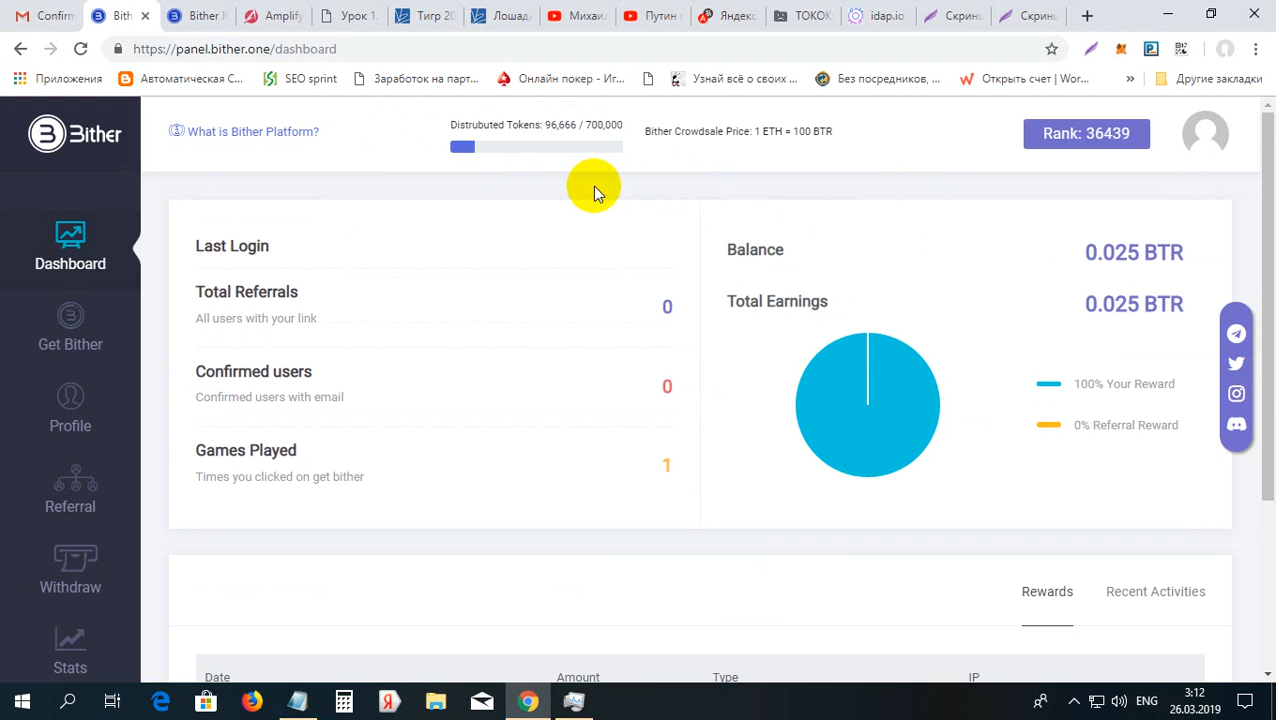 Confirm
Bith
Bither
Amplify
Урок 1.
Тигр 20
Лошад
Михаил
Путин в
Яндекс
ТОКОК
idap.io
Скрин
Скрин
https://panel.bither.one/dashboard
Приложения
Автоматическая С...
SEO sprint
Заработок на парт...
Онлайн покер - Иг...
Узнай всё о своих ...
Без посредников, ...
Открыть счет | Wor...
»
Другие закладки
Bither
What is Bither Platform?
Distrubuted Tokens: 96,666 / 700,000
Bither Crowdsale Price: 1 ETH = 100 BTR
Rank: 36439
Dashboard
Get Bither
Profile
Referral
Withdraw
Stats
Last Login
Total Referrals
0
All users with your link
Confirmed users
0
Confirmed users with email
Games Played
1
Times you clicked on get bither
Balance
0.025 BTR
Total Earnings
0.025 BTR
100% Your Reward
0% Referral Reward
Rewards
Recent Activities
Date
Amount
Type
IP
ENG
3:12
26.03.2019